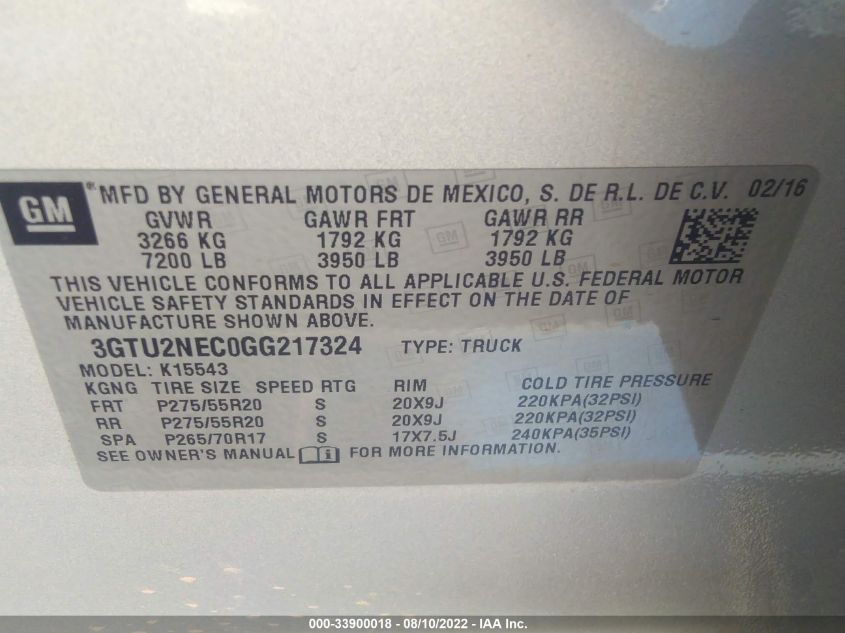 GM ® MFD BY GENERAL MOTORS DE MEXICO, S. DE R.L. DE C.V. 02/16
GVWR GAWR FRT GAWR RR
3266 KG 1792 KG 1792 KG
7200 LB 3950 LB 3950 LB
THIS VEHICLE CONFORMS TO ALL APPLICABLE U.S. FEDERAL MOTOR
VEHICLE SAFETY STANDARDS IN EFFECT ON THE DATE OF
MANUFACTURE SHOWN ABOVE.
3GTU2NEC0GG217324 TYPE: TRUCK
MODEL: K15543
KGNG TIRE SIZE SPEED RTG RIM COLD TIRE PRESSURE
FRT P275/55R20 S 20X9J 220KPA(32PSI)
RR P275/55R20 S 20X9J 220KPA(32PSI)
SPA P265/70R17 S 17X7.5J 240KPA(35PSI)
SEE OWNER'S MANUAL i FOR MORE INFORMATION.
000-33900018 - 08/10/2022 - IAA Inc.